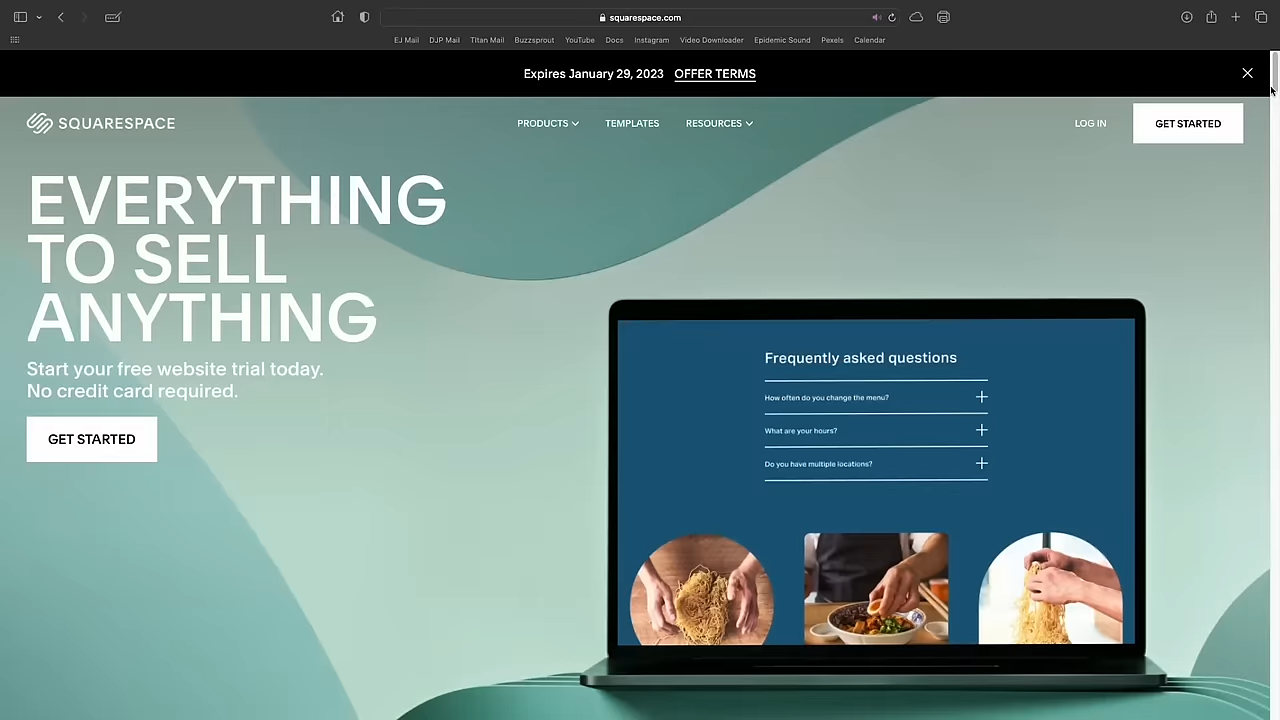 squarespace.com
EJ Mail DJP Mail Titan Mail Buzzsprout YouTube Docs Instagram Video Downloader Epidemic Sound Pexels Calendar
Expires January 29, 2023 OFFER TERMS
SQUARESPACE PRODUCTS TEMPLATES RESOURCES LOG IN GET STARTED
EVERYTHING
TO SELL
ANYTHING
Start your free website trial today.
No credit card required.
GET STARTED
Frequently asked questions
How often do you change the menu?
What are your hours?
Do you have multiple locations?